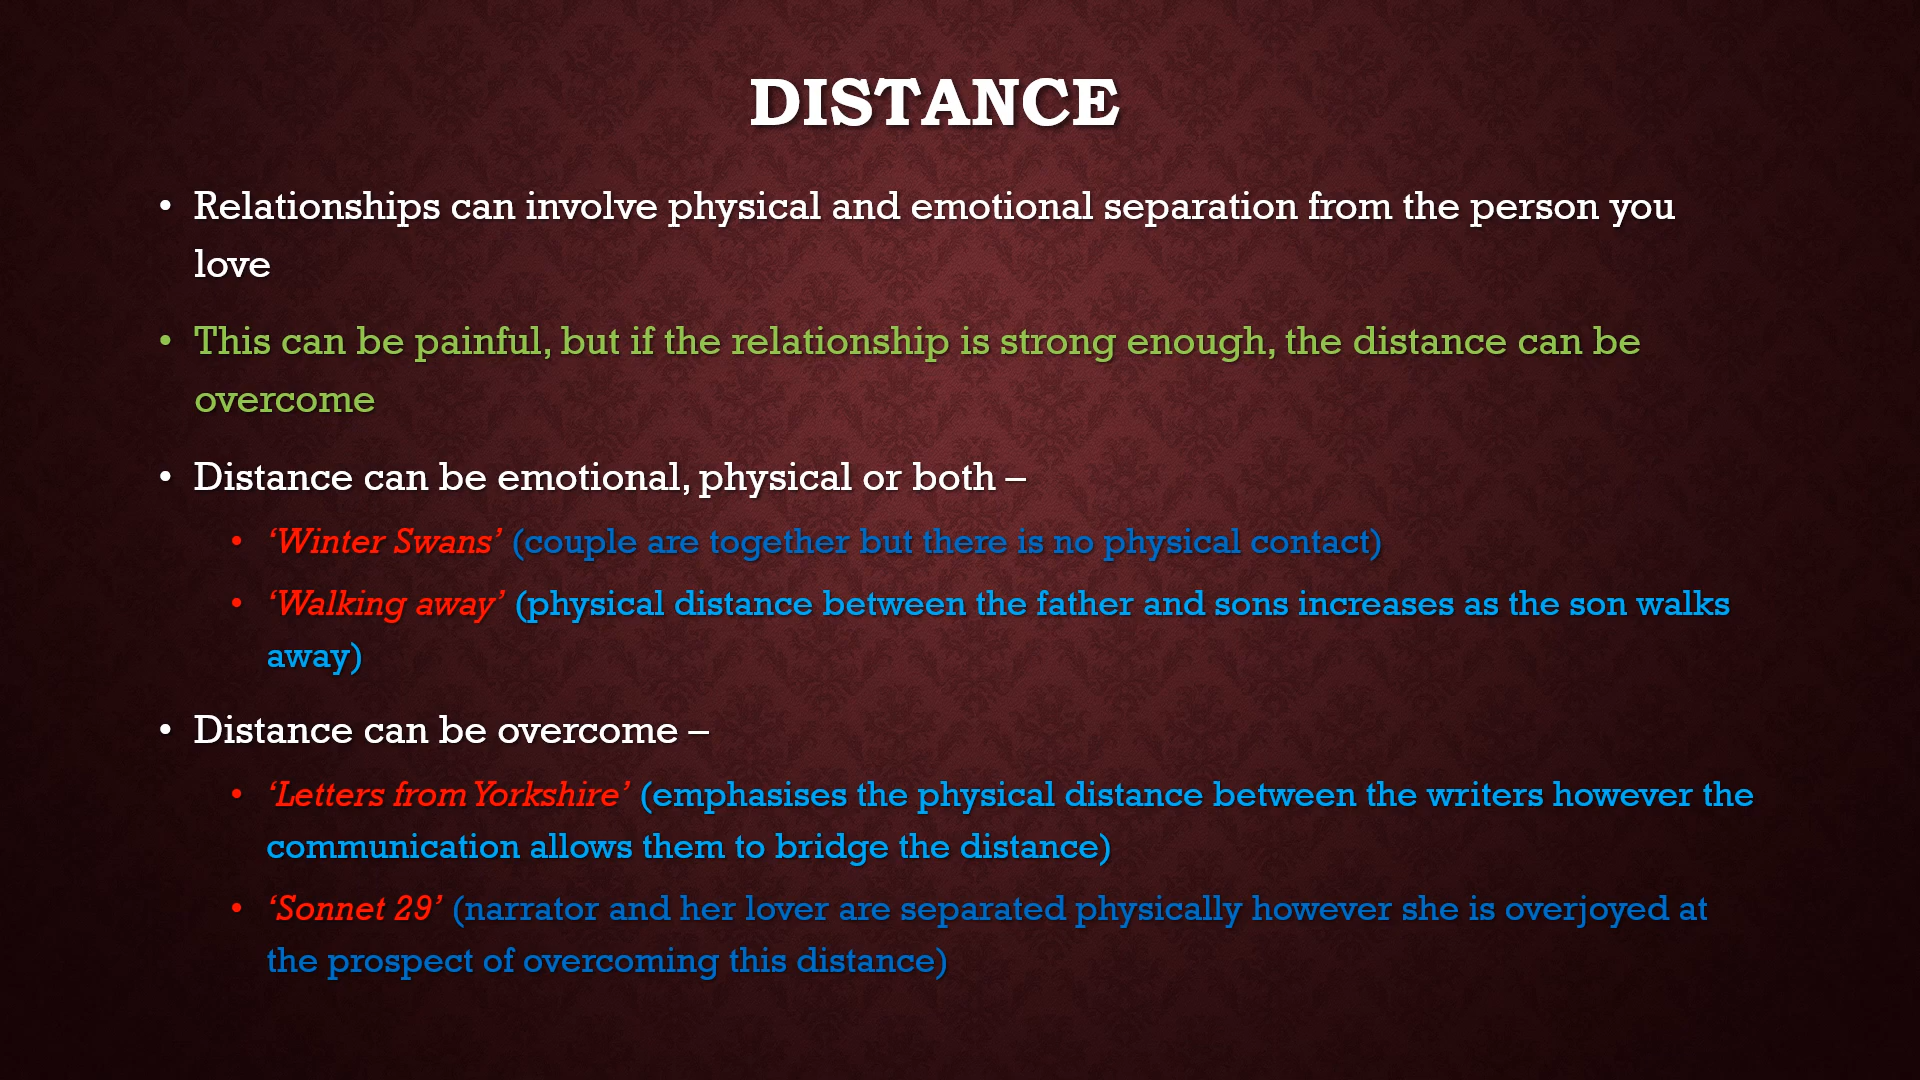 DISTANCE
• Relationships can involve physical and emotional separation from the person you
love
• This can be painful, but if the relationship is strong enough, the distance can be
overcome
• Distance can be emotional, physical or both –
• ‘Winter Swans’ (couple are together but there is no physical contact)
• ‘Walking away’ (physical distance between the father and sons increases as the son walks
away)
• Distance can be overcome –
• ‘Letters from Yorkshire’ (emphasises the physical distance between the writers however the
communication allows them to bridge the distance)
• ‘Sonnet 29’ (narrator and her lover are separated physically however she is overjoyed at
the prospect of overcoming this distance)